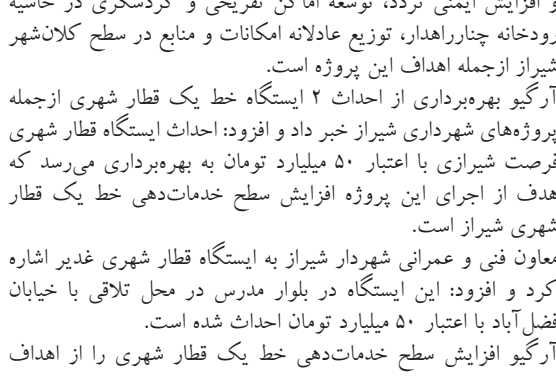 و افزایش ایمنی تردد، توسعه اماکن تفریحی و گردشگری در حاشیه
رودخانه چنارراهدار، توزیع عادلانه امکانات و منابع در سطح کلان‌شهر
شیراز ازجمله اهداف این پروژه است.
آرگیو بهره‌برداری از احداث ۲ ایستگاه خط یک قطار شهری ازجمله
پروژه‌های شهرداری شیراز خبر داد و افزود: احداث ایستگاه قطار شهری
فرصت شیرازی با اعتبار ۵۰ میلیارد تومان به بهره‌برداری می‌رسد که
هدف از اجرای این پروژه افزایش سطح خدمات‌دهی خط یک قطار
شهری شیراز است.
معاون فنی و عمرانی شهردار شیراز به ایستگاه قطار شهری غدیر اشاره
کرد و افزود: این ایستگاه در بلوار مدرس در محل تلاقی با خیابان
فضل‌آباد با اعتبار ۵۰ میلیارد تومان احداث شده است.
آرگیو افزایش سطح خدمات‌دهی خط یک قطار شهری را از اهداف